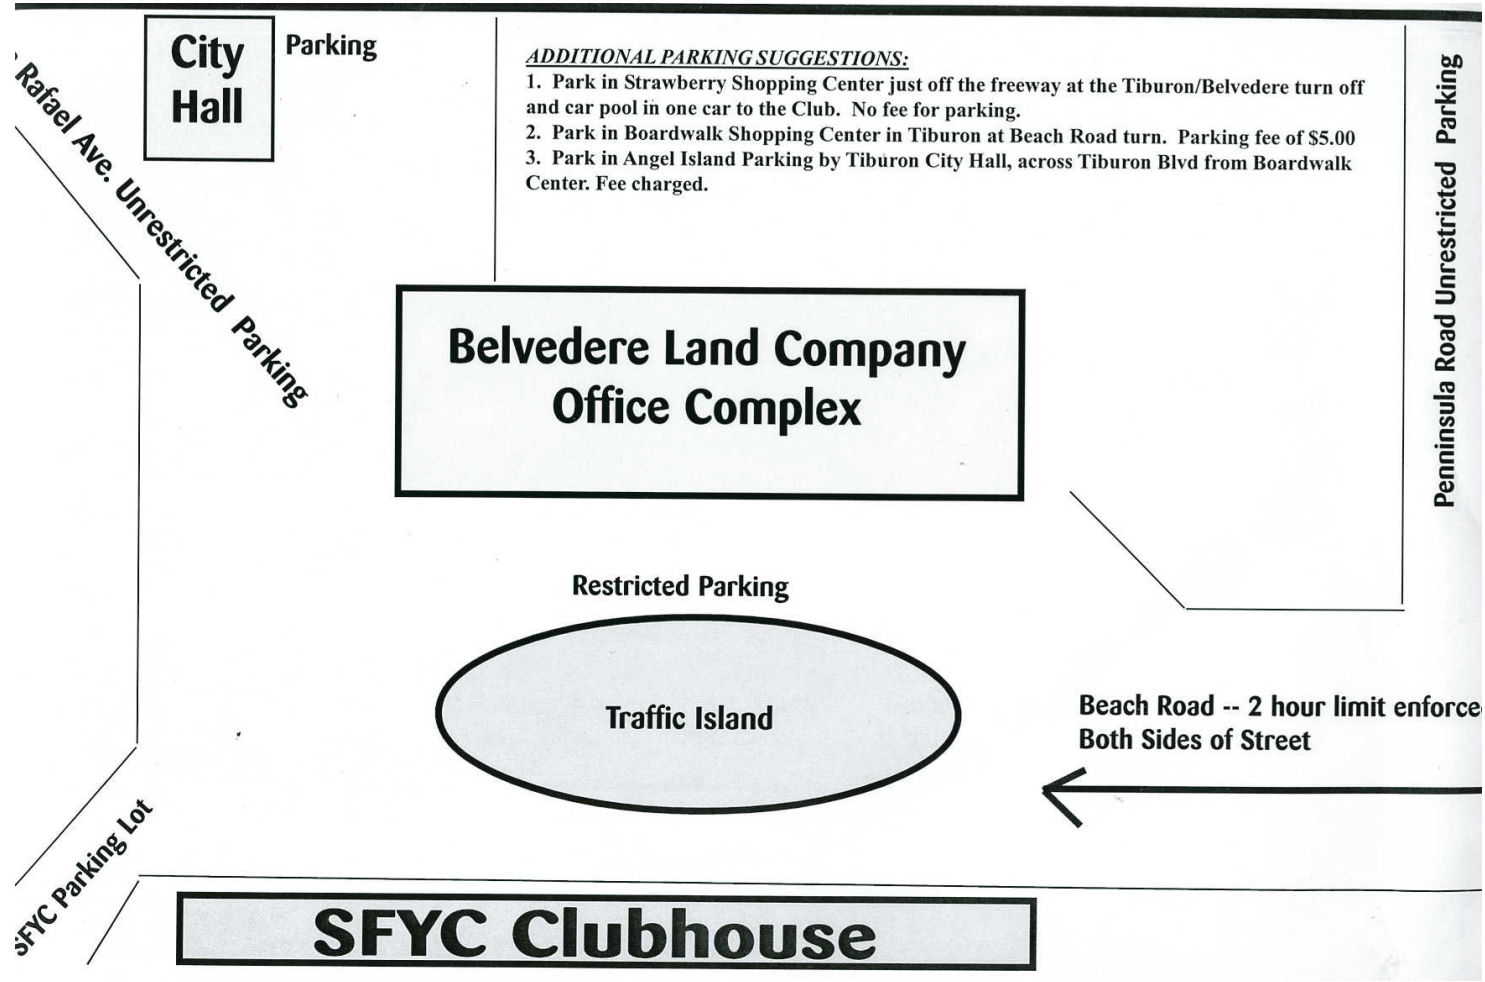 City
Hall
Parking
ADDITIONAL PARKING SUGGESTIONS:
1. Park in Strawberry Shopping Center just off the freeway at the Tiburon/Belvedere turn off
and car pool in one car to the Club. No fee for parking.
2. Park in Boardwalk Shopping Center in Tiburon at Beach Road turn. Parking fee of $5.00
3. Park in Angel Island Parking by Tiburon City Hall, across Tiburon Blvd from Boardwalk
Center. Fee charged.
Rafael Ave. Unrestricted Parking
Penninsula Road Unrestricted Parking
Belvedere Land Company
Office Complex
Restricted Parking
Traffic Island
Beach Road -- 2 hour limit enforce
Both Sides of Street
SFYC Parking Lot
SFYC Clubhouse